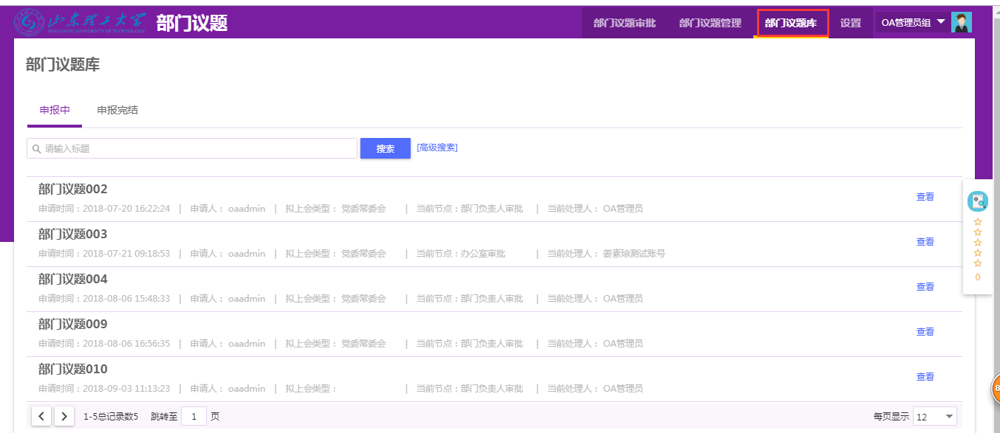 山东理工大学 部门议题 部门议题审批 部门议题管理 部门议题库 设置 OA管理员组
SHANDONG UNIVERSITY OF TECHNOLOGY
部门议题库
申报中 申报完结
请输入标题 搜索 [高级搜索]
部门议题002
申请时间：2018-07-20 16:22:24 | 申请人： oaadmin | 拟上会类型： 党委常委会 | 当前节点：部门负责人审批 | 当前处理人： OA管理员 查看
部门议题003
申请时间：2018-07-21 09:18:53 | 申请人： oaadmin | 拟上会类型： 党委常委会 | 当前节点：办公室审批 | 当前处理人： 姜素琼测试账号 查看
部门议题004
申请时间：2018-08-06 15:48:33 | 申请人： oaadmin | 拟上会类型： 党委常委会 | 当前节点：部门负责人审批 | 当前处理人： OA管理员 查看
0
部门议题009
申请时间：2018-08-06 16:56:35 | 申请人： oaadmin | 拟上会类型： 党委常委会 | 当前节点：部门负责人审批 | 当前处理人： OA管理员 查看
部门议题010
申请时间：2018-09-03 11:13:23 | 申请人： oaadmin | 拟上会类型： | 当前节点：部门负责人审批 | 当前处理人： OA管理员 查看
1-5总记录数5 跳转至 1 页 每页显示 12